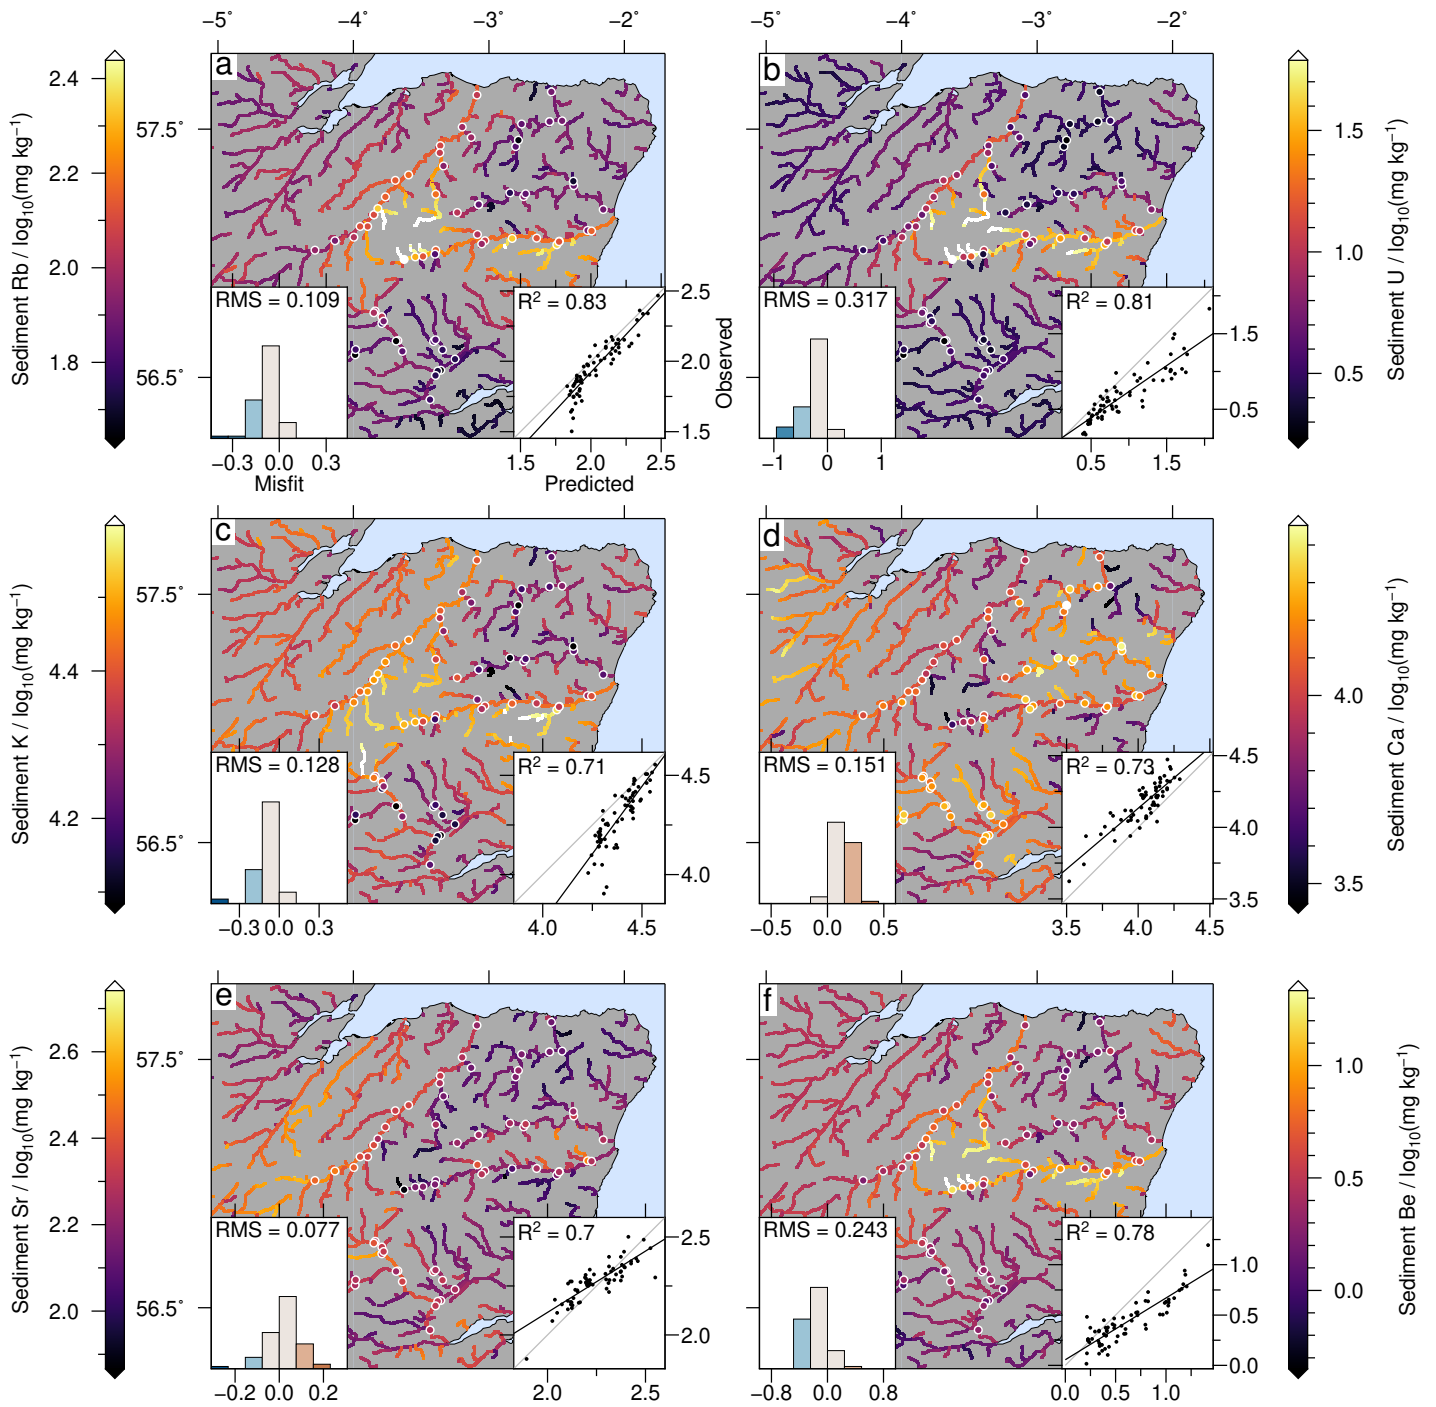 −5˚ −4˚ −3˚ −2˚ −5˚ −4˚ −3˚ −2˚
a
Sediment Rb / log10(mg kg−1)
2.4
2.2
2.0
1.8
57.5˚
56.5˚
RMS = 0.109
−0.3 0.0 0.3
Misfit
R2 = 0.83
2.5
2.0
1.5
Observed
1.5 2.0 2.5
Predicted
b
RMS = 0.317
−1 0 1
R2 = 0.81
1.5
0.5
0.5 1.5
1.5
1.0
0.5
Sediment U / log10(mg kg−1)
c
Sediment K / log10(mg kg−1)
4.4
4.2
57.5˚
56.5˚
RMS = 0.128
−0.3 0.0 0.3
R2 = 0.71
4.5
4.0
4.0 4.5
d
RMS = 0.151
−0.5 0.0 0.5
R2 = 0.73
4.5
4.0
3.5
3.5 4.0 4.5
4.0
3.5
Sediment Ca / log10(mg kg−1)
e
Sediment Sr / log10(mg kg−1)
2.6
2.4
2.2
2.0
57.5˚
56.5˚
RMS = 0.077
−0.2 0.0 0.2
R2 = 0.7
2.5
2.0
2.0 2.5
f
RMS = 0.243
−0.8 0.0 0.8
R2 = 0.78
1.0
0.5
0.0
0.0 0.5 1.0
1.0
0.5
0.0
Sediment Be / log10(mg kg−1)